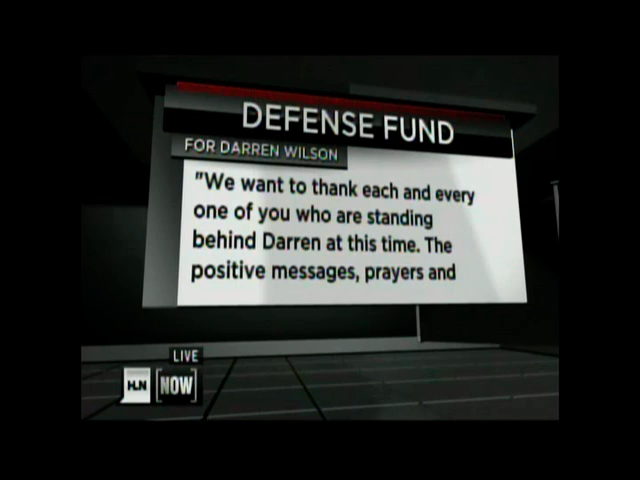 DEFENSE FUND
FOR DARREN WILSON
"We want to thank each and every
one of you who are standing
behind Darren at this time. The
positive messages, prayers and
LIVE
HLN [NOW]